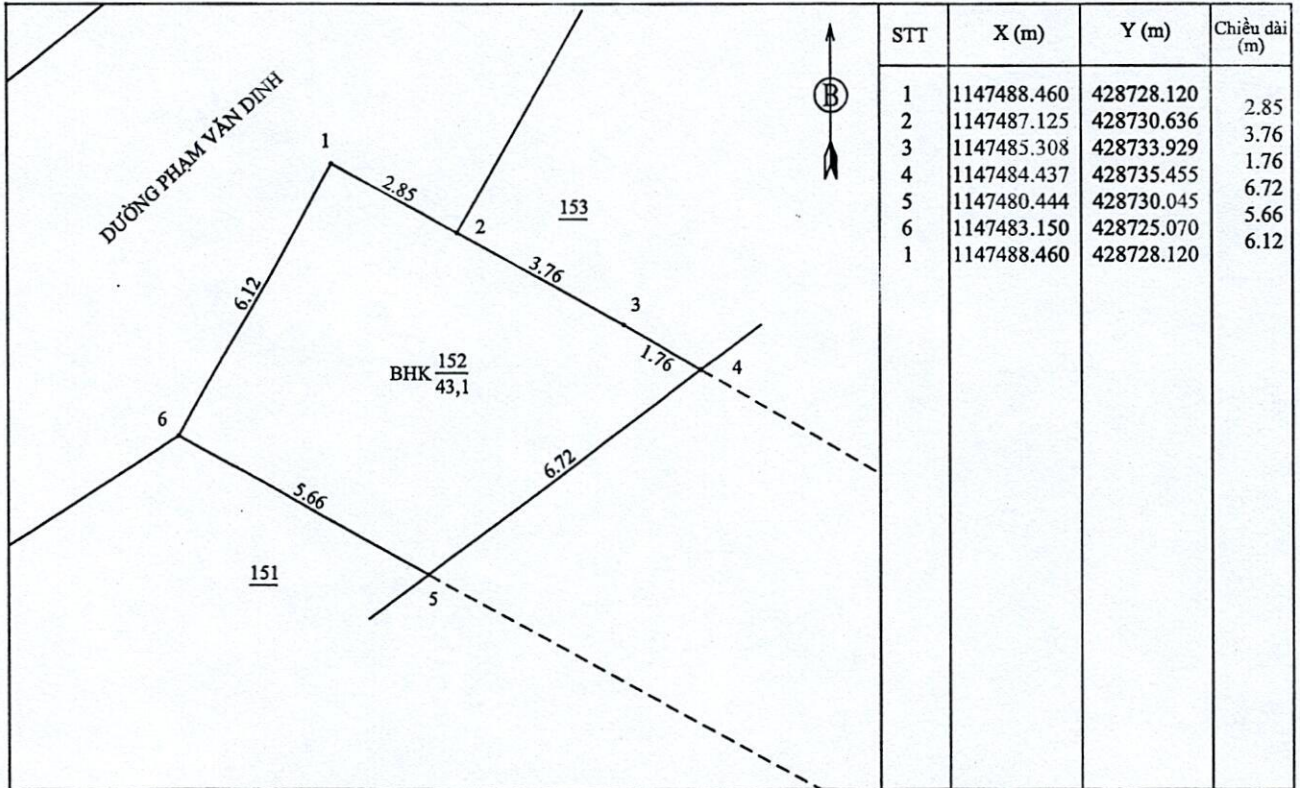 DƯỜNG PHẠM VĂN DINH
1
2.85
2
153
B
3.76
3
6.12
1.76
4
BHK 152
43,1
6
6.72
5.66
151
5
STT X (m) Y (m) Chiều dài (m)
1 1147488.460 428728.120
2.85
2 1147487.125 428730.636
3.76
3 1147485.308 428733.929
1.76
4 1147484.437 428735.455
6.72
5 1147480.444 428730.045
5.66
6 1147483.150 428725.070
6.12
1 1147488.460 428728.120